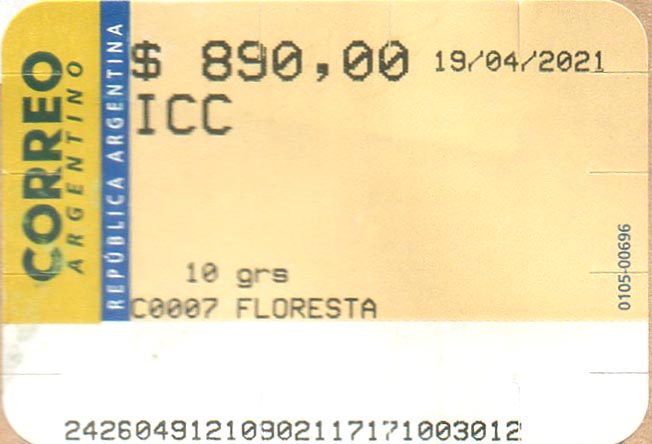 CORREO
ARGENTINO
REPÚBLICA ARGENTINA
$ 890,00 19/04/2021
ICC
10 grs
C0007 FLORESTA
0105-00696
24260491210902117171003012